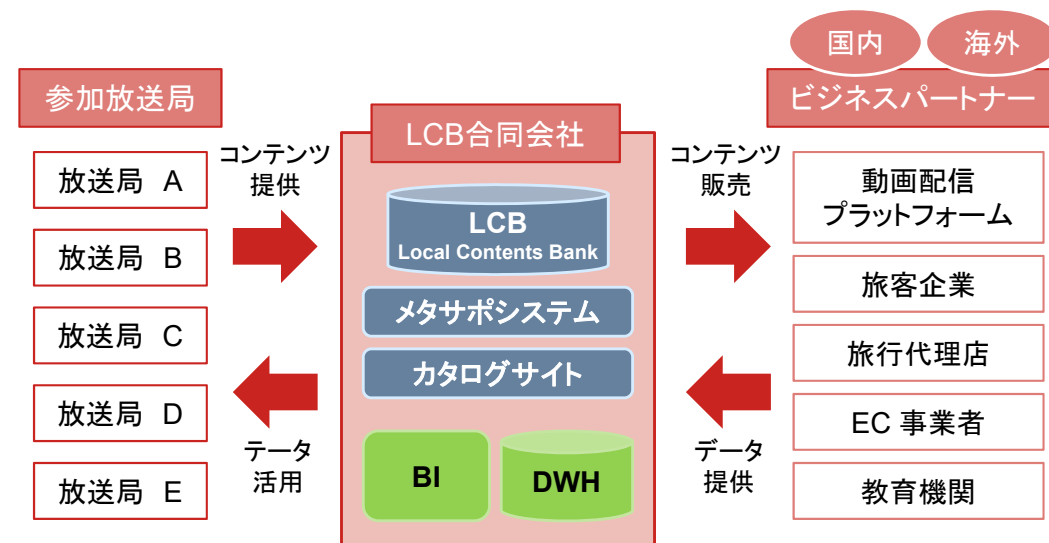 国内
海外
参加放送局
ビジネスパートナー
LCB合同会社
コンテンツ
提供
コンテンツ
販売
放送局 A
放送局 B
放送局 C
放送局 D
放送局 E
LCB
Local Contents Bank
メタサポシステム
カタログサイト
BI
DWH
テータ
活用
データ
提供
動画配信
プラットフォーム
旅客企業
旅行代理店
EC 事業者
教育機関